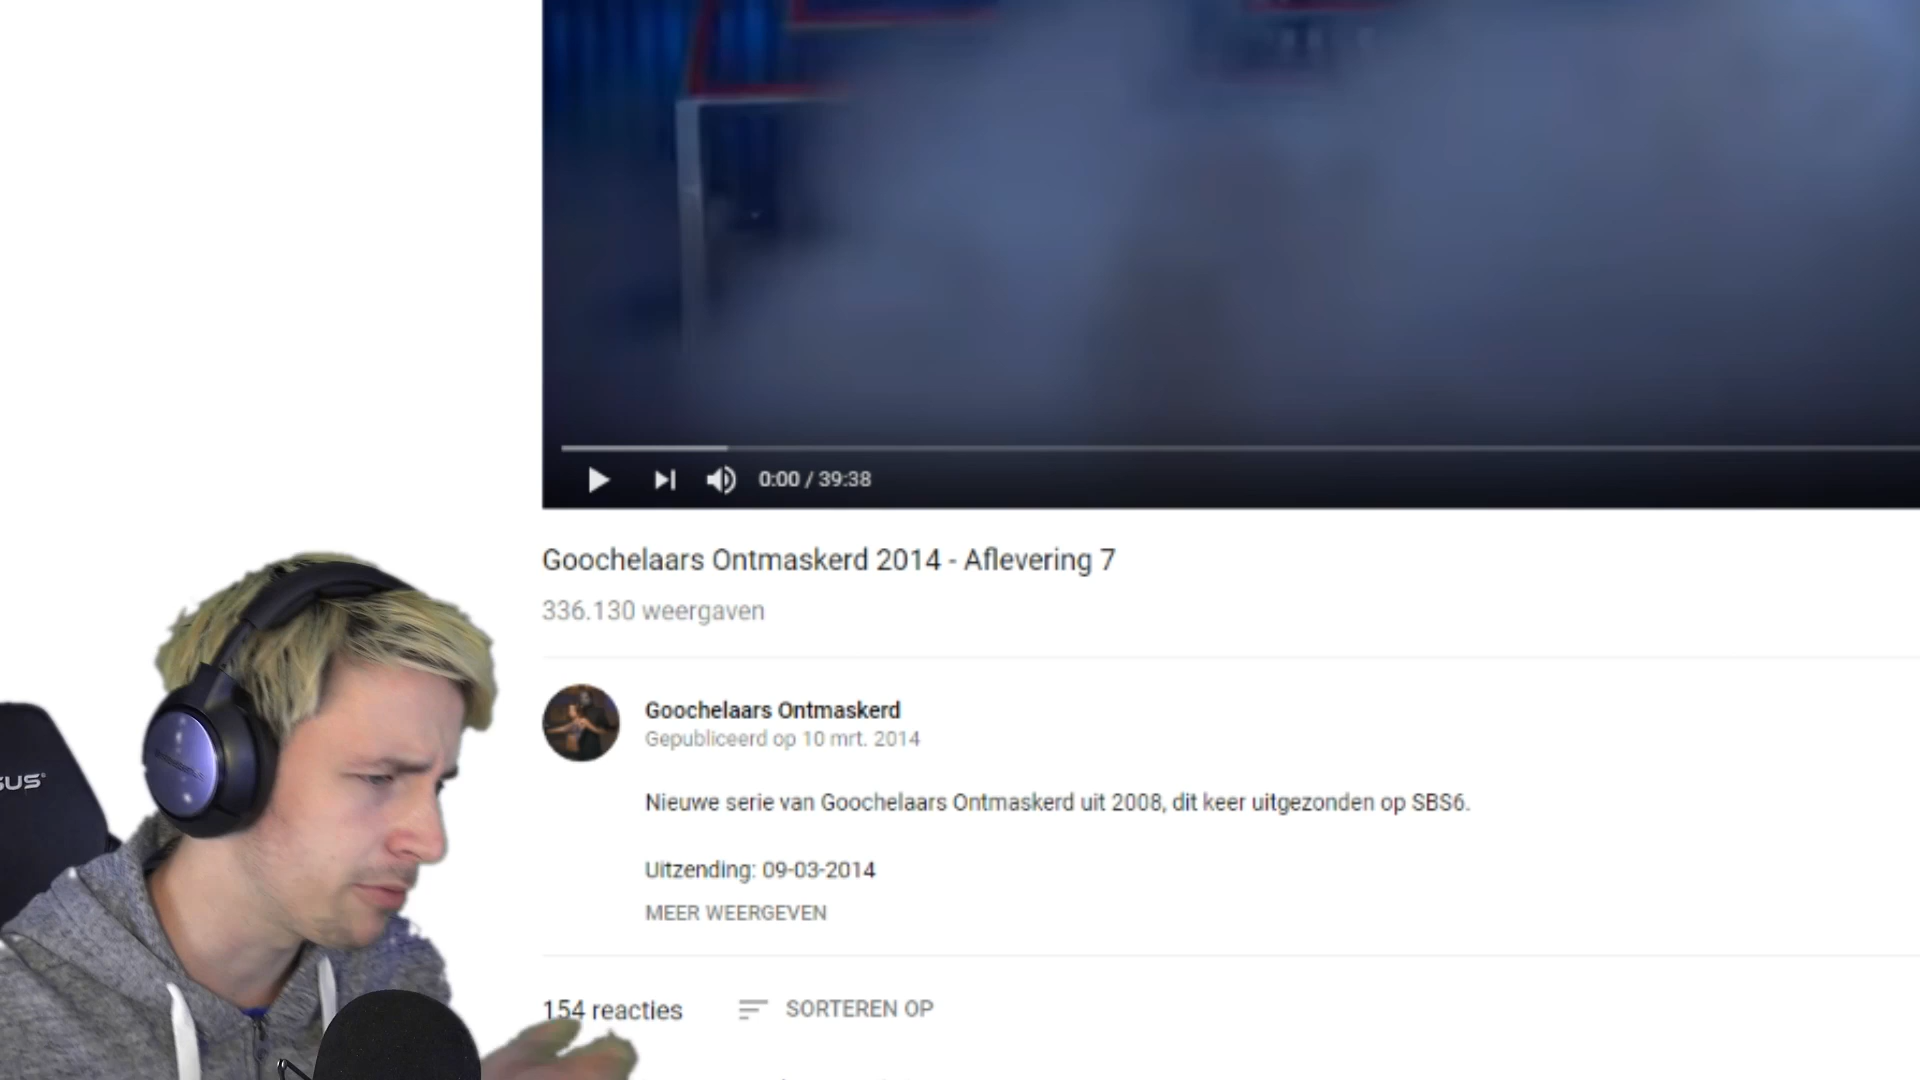 0:00 / 39:38
Goochelaars Ontmaskerd 2014 - Aflevering 7
336.130 weergaven
Goochelaars Ontmaskerd
Gepubliceerd op 10 mrt. 2014
Nieuwe serie van Goochelaars Ontmaskerd uit 2008, dit keer uitgezonden op SBS6.
Uitzending: 09-03-2014
MEER WEERGEVEN
154 reacties
SORTEREN OP